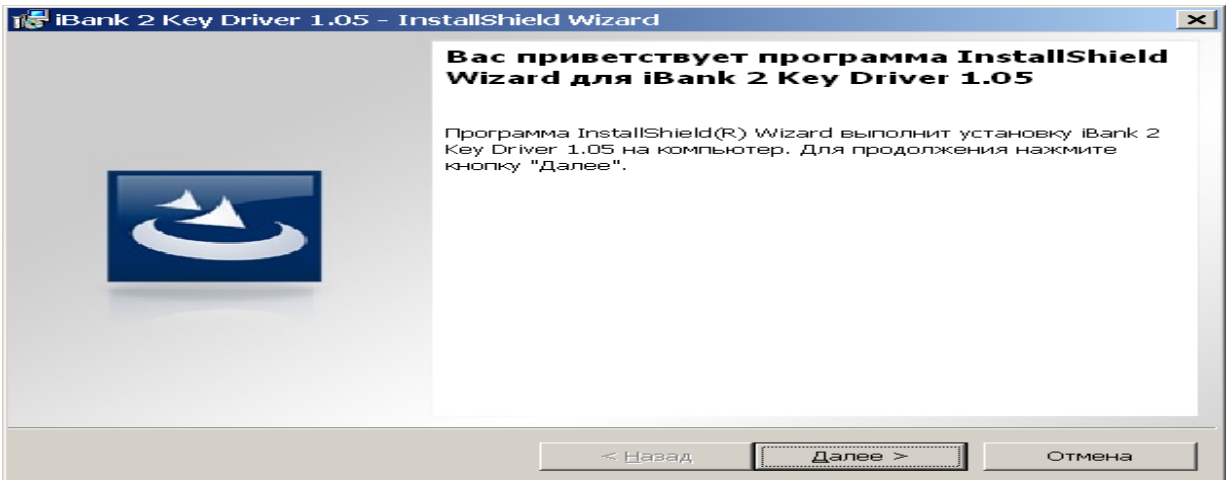 iBank 2 Key Driver 1.05 - InstallShield Wizard
Вас приветствует программа InstallShield
Wizard для iBank 2 Key Driver 1.05
Программа InstallShield(R) Wizard выполнит установку iBank 2
Key Driver 1.05 на компьютер. Для продолжения нажмите
кнопку "Далее".
< Назад
Далее >
Отмена